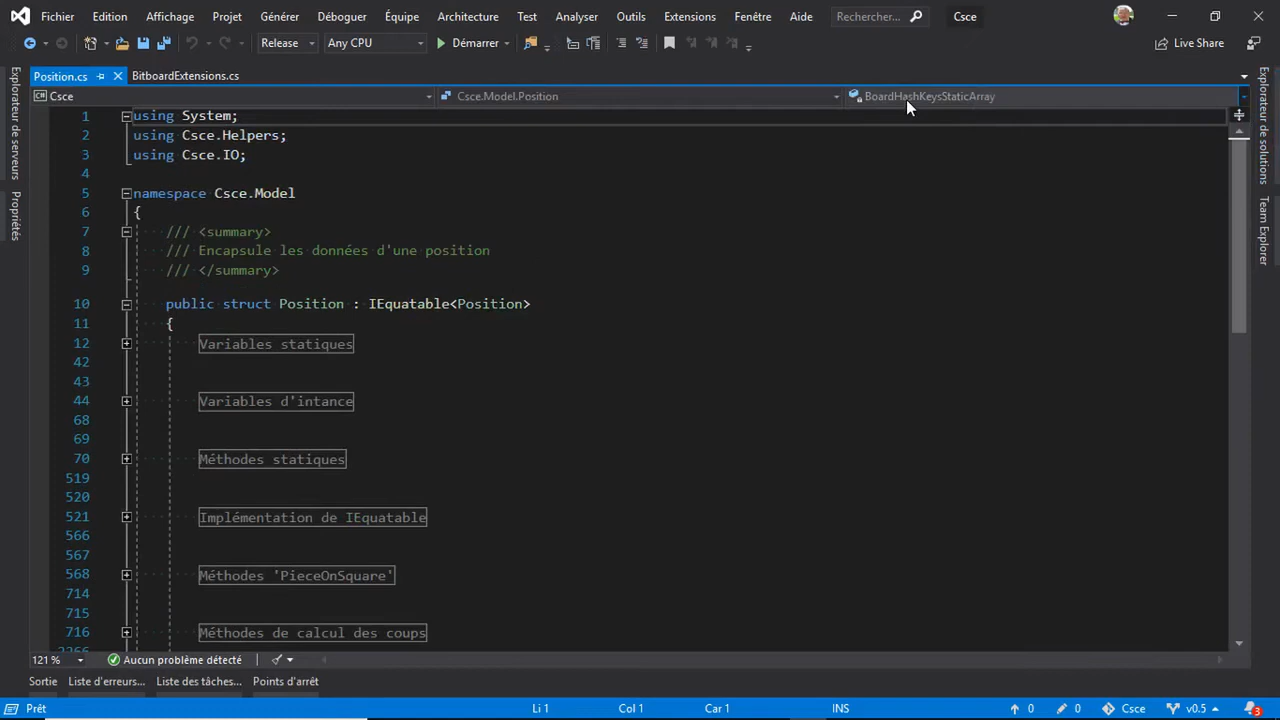 Fichier Edition Affichage Projet Générer Déboguer Équipe Architecture Test Analyser Outils Extensions Fenêtre Aide Rechercher... Csce
Release Any CPU Démarrer Live Share
Position.cs BitboardExtensions.cs
Csce Csce.Model.Position BoardHashKeysStaticArray
Explorateur de serveurs
Propriétés
Explorateur de solutions
Team Explorer
1 using System;
2 using Csce.Helpers;
3 using Csce.IO;
4
5 namespace Csce.Model
6 {
7 /// <summary>
8 /// Encapsule les données d'une position
9 /// </summary>
10 public struct Position : IEquatable<Position>
11 {
12 Variables statiques
42
43
44 Variables d'intance
68
69
70 Méthodes statiques
519
520
521 Implémentation de IEquatable
566
567
568 Méthodes 'PieceOnSquare'
714
715
716 Méthodes de calcul des coups
2266
121 % Aucun problème détecté
Sortie Liste d'erreurs... Liste des tâches... Points d'arrêt
Prêt Li 1 Col 1 Car 1 INS 0 0 Csce v0.5 3